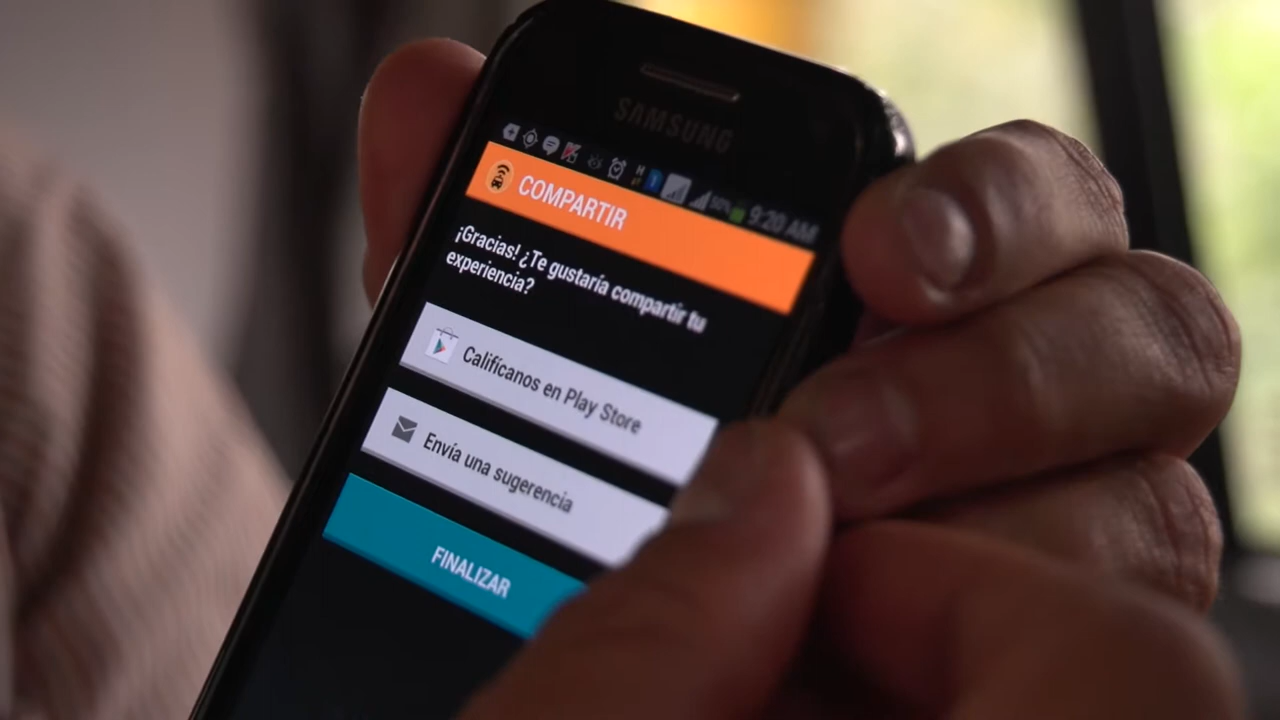 SAMSUNG
9:20 AM
COMPARTIR
¡Gracias! ¿Te gustaría compartir tu
experiencia?
Califícanos en Play Store
Envía una sugerencia
FINALIZAR